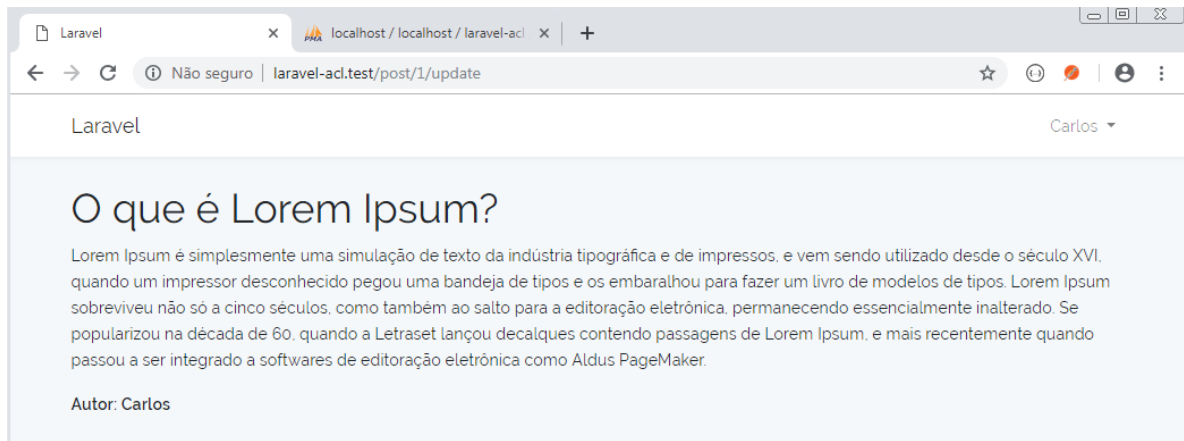 Laravel
localhost / localhost / laravel-acl
Não seguro | laravel-acl.test/post/1/update
Laravel
Carlos
O que é Lorem Ipsum?
Lorem Ipsum é simplesmente uma simulação de texto da indústria tipográfica e de impressos, e vem sendo utilizado desde o século XVI,
quando um impressor desconhecido pegou uma bandeja de tipos e os embaralhou para fazer um livro de modelos de tipos. Lorem Ipsum
sobreviveu não só a cinco séculos, como também ao salto para a editoração eletrônica, permanecendo essencialmente inalterado. Se
popularizou na década de 60, quando a Letraset lançou decalques contendo passagens de Lorem Ipsum, e mais recentemente quando
passou a ser integrado a softwares de editoração eletrônica como Aldus PageMaker.
Autor: Carlos